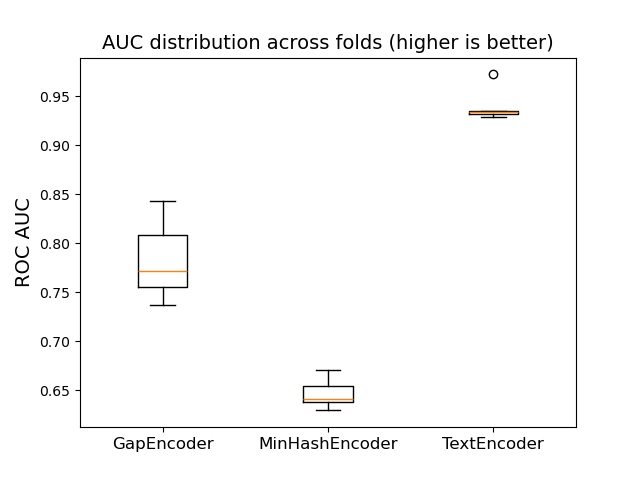 AUC distribution across folds (higher is better)
ROC AUC
0.95
0.90
0.85
0.80
0.75
0.70
0.65
GapEncoder MinHashEncoder TextEncoder